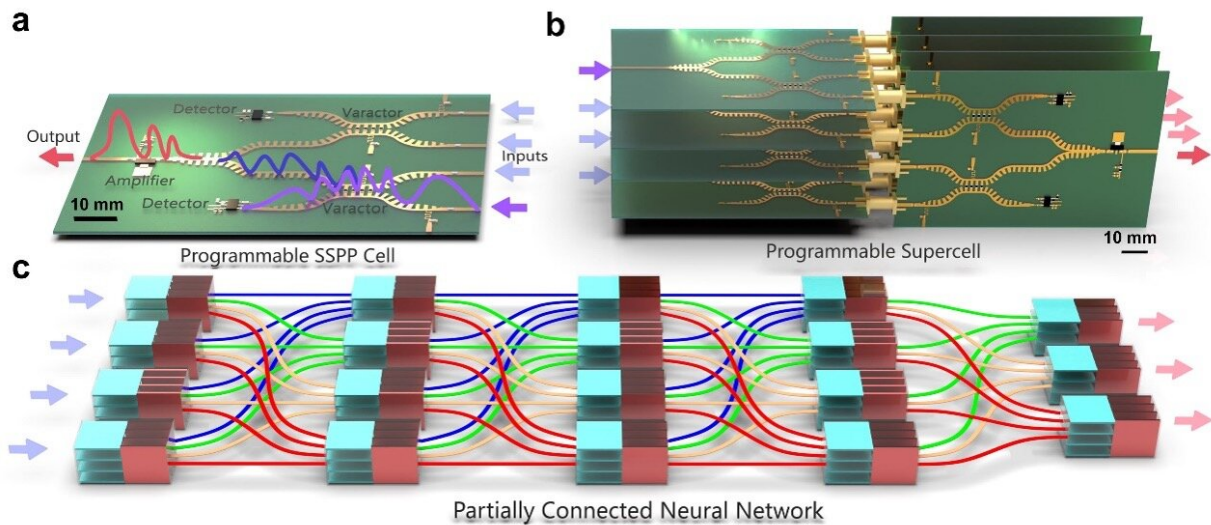 a
Detector
Varactor
Output
Inputs
Amplifier
Detector
Varactor
10 mm
Programmable SSPP Cell
b
10 mm
Programmable Supercell
c
Partially Connected Neural Network